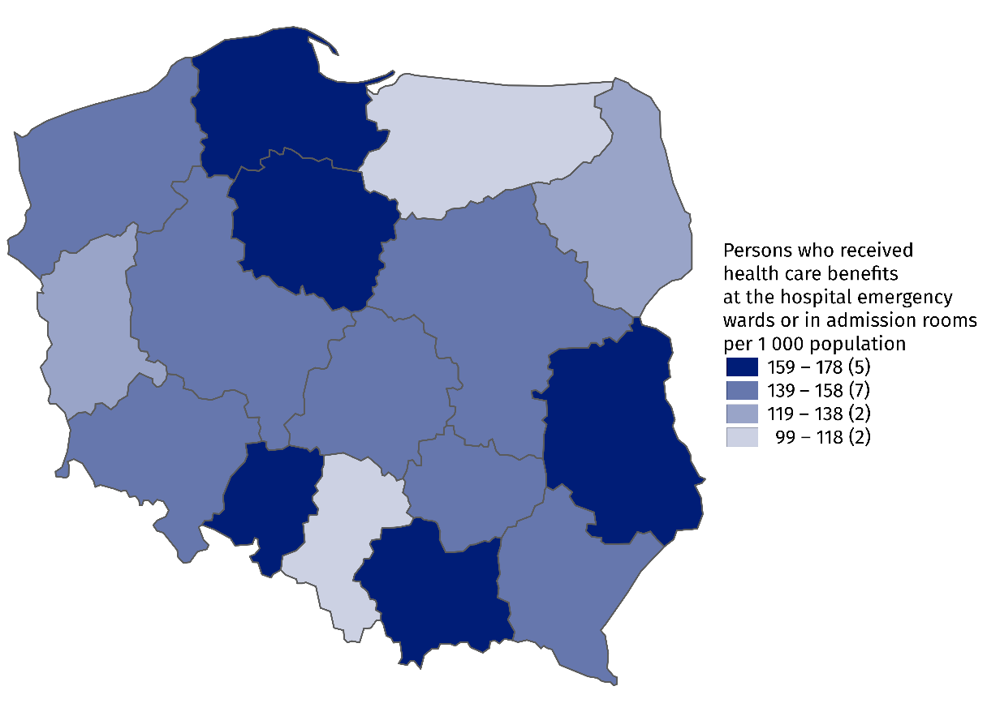 Persons who received
health care benefits
at the hospital emergency
wards or in admission rooms
per 1 000 population
159 – 178 (5)
139 – 158 (7)
119 – 138 (2)
99 – 118 (2)